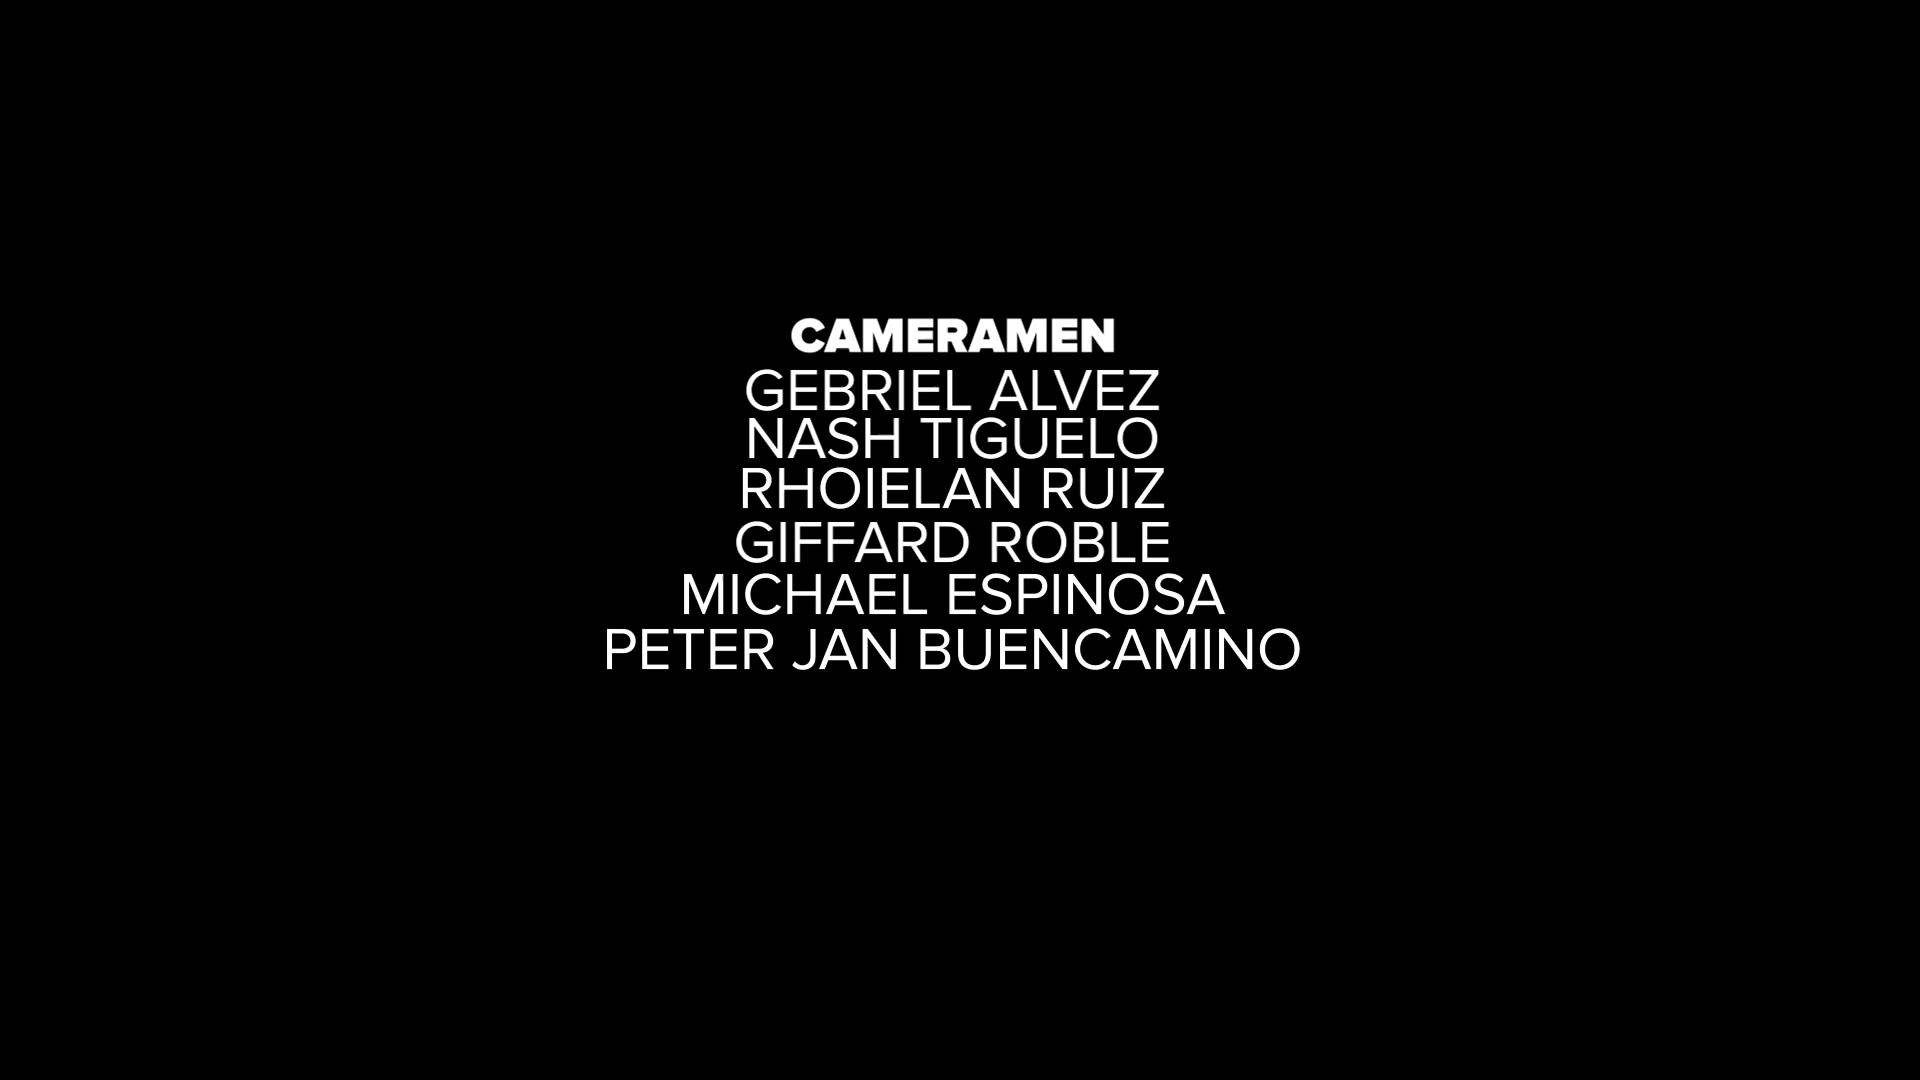 CAMERAMEN
GEBRIEL ALVEZ
NASH TIGUELO
RHOIELAN RUIZ
GIFFARD ROBLE
MICHAEL ESPINOSA
PETER JAN BUENCAMINO